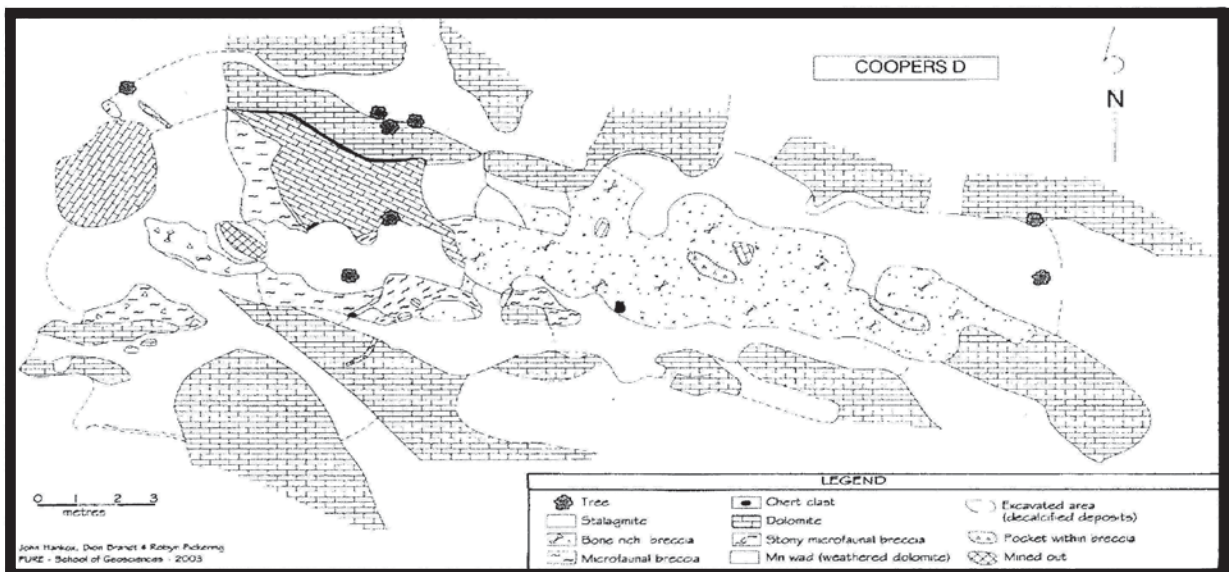 COOPERS D
N
0 1 2 3
metres
John Hankox, Dion Brandt & Robyn Pickering
PURE - School of Geosciences - 2003
LEGEND
Tree
Stalagmite
Bone rich breccia
Microfaunal breccia
Chert clast
Dolomite
Stony microfaunal breccia
Mn wad (weathered dolomite)
Excavated area
(decalcified deposits)
Pocket within breccia
Mined out